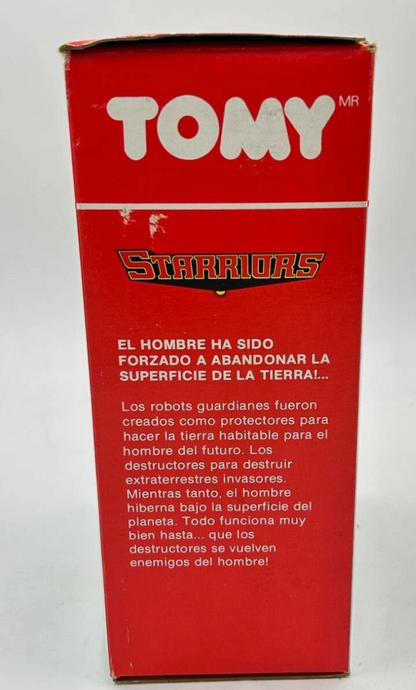 TOMY MR
STARRIORS
EL HOMBRE HA SIDO
FORZADO A ABANDONAR LA
SUPERFICIE DE LA TIERRA!...
Los robots guardianes fueron
creados como protectores para
hacer la tierra habitable para el
hombre del futuro. Los
destructores para destruir
extraterrestres invasores.
Mientras tanto, el hombre
hiberna bajo la superficie del
planeta. Todo funciona muy
bien hasta... que los
destructores se vuelven
enemigos del hombre!